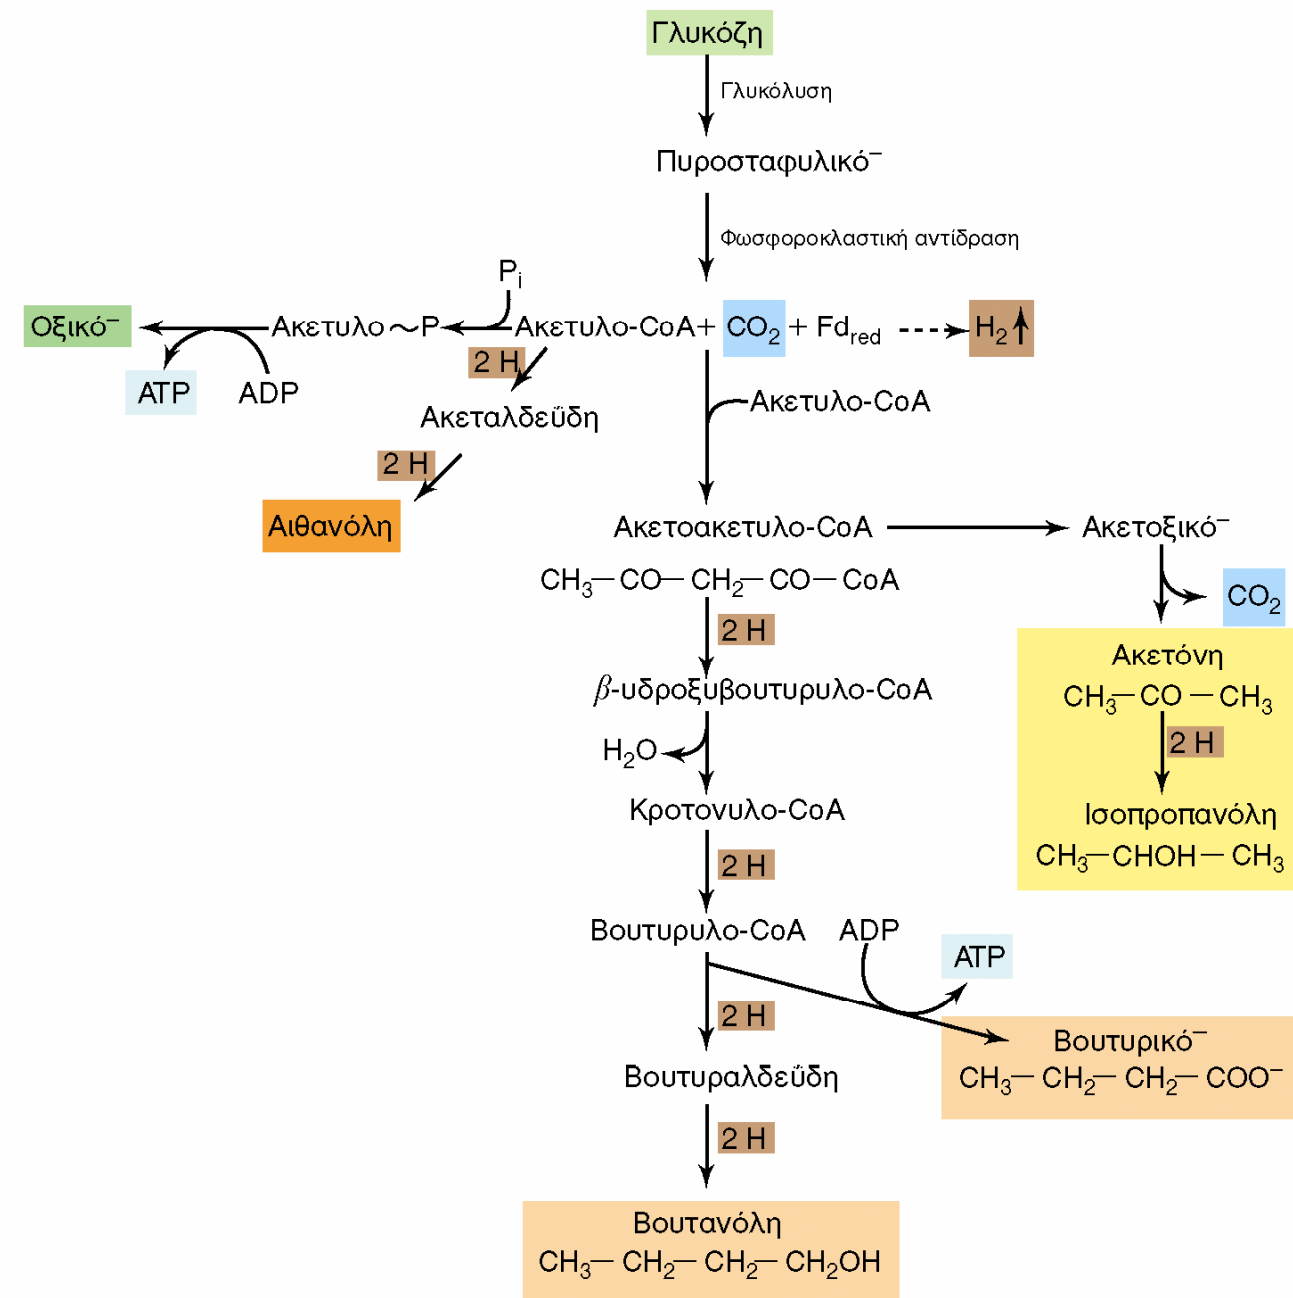 Γλυκόζη
Γλυκόλυση
Πυροσταφυλικό⁻
Φωσφοροκλαστική αντίδραση
Pᵢ
Οξικό⁻ Ακετυλο ~P Ακετυλο-CoA + CO₂ + Fd_red H₂
2 H
ATP ADP Ακετυλο-CoA
Ακεταλδεΰδη
2 H
Αιθανόλη
Ακετοακετυλο-CoA Ακετοξικό⁻
CH₃— CO— CH₂— CO— CoA
CO₂
2 H
Ακετόνη
β-υδροξυβουτυρυλο-CoA CH₃— CO — CH₃
H₂O 2 H
Κροτονυλο-CoA Ισοπροπανόλη
CH₃—CHOH— CH₃
2 H
Βουτυρυλο-CoA ADP
ATP
2 H
Βουτυρικό⁻
Βουτυραλδεΰδη CH₃— CH₂— CH₂— COO⁻
2 H
Βουτανόλη
CH₃— CH₂— CH₂— CH₂OH